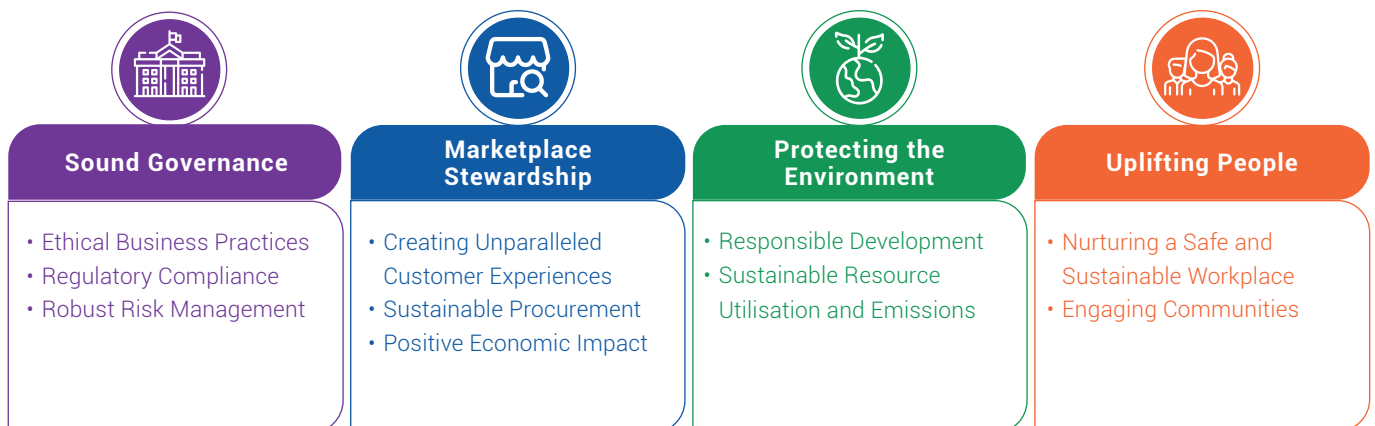 Sound Governance
• Ethical Business Practices
• Regulatory Compliance
• Robust Risk Management
Marketplace
Stewardship
• Creating Unparalleled
Customer Experiences
• Sustainable Procurement
• Positive Economic Impact
Protecting the
Environment
• Responsible Development
• Sustainable Resource
Utilisation and Emissions
Uplifting People
• Nurturing a Safe and
Sustainable Workplace
• Engaging Communities